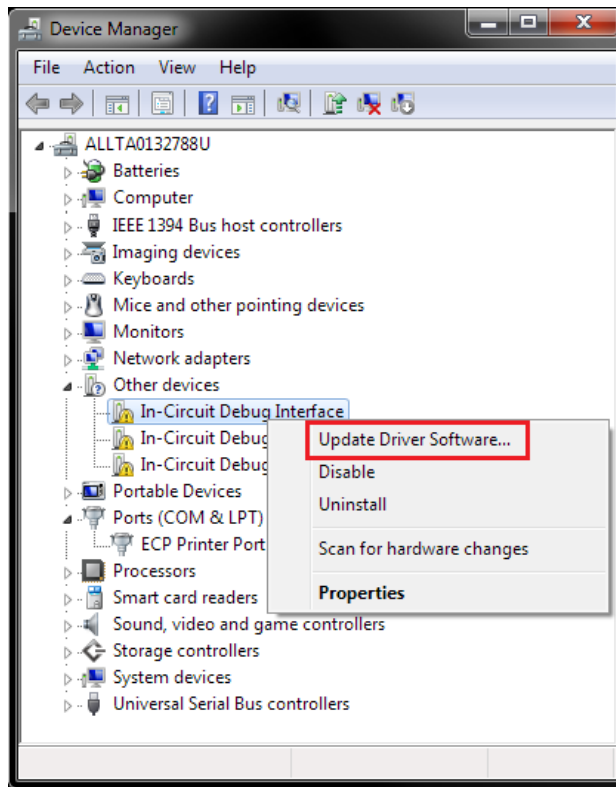 Device Manager
File Action View Help
ALLTA0132788U
Batteries
Computer
IEEE 1394 Bus host controllers
Imaging devices
Keyboards
Mice and other pointing devices
Monitors
Network adapters
Other devices
In-Circuit Debug Interface
In-Circuit Debug
In-Circuit Debug
Portable Devices
Ports (COM & LPT)
ECP Printer Port
Processors
Smart card readers
Sound, video and game controllers
Storage controllers
System devices
Universal Serial Bus controllers
Update Driver Software...
Disable
Uninstall
Scan for hardware changes
Properties